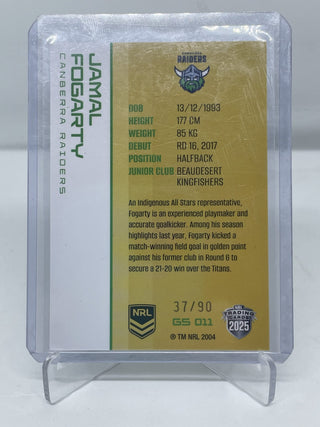 JAMAL
FOGARTY
CANBERRA RAIDERS
CANBERRA
RAIDERS
DOB 13/12/1993
HEIGHT 177 CM
WEIGHT 85 KG
DEBUT RD 16, 2017
POSITION HALFBACK
JUNIOR CLUB BEAUDESERT
KINGFISHERS
An Indigenous All Stars representative,
Fogarty is an experienced playmaker and
accurate goalkicker. Among his season
highlights last year, Fogarty kicked a
match-winning field goal in golden point
against his former club in Round 6 to
secure a 21-20 win over the Titans.
37/90
GS 011
NRL
NRL
TRADING
CARDS
2025
® TM NRL 2004